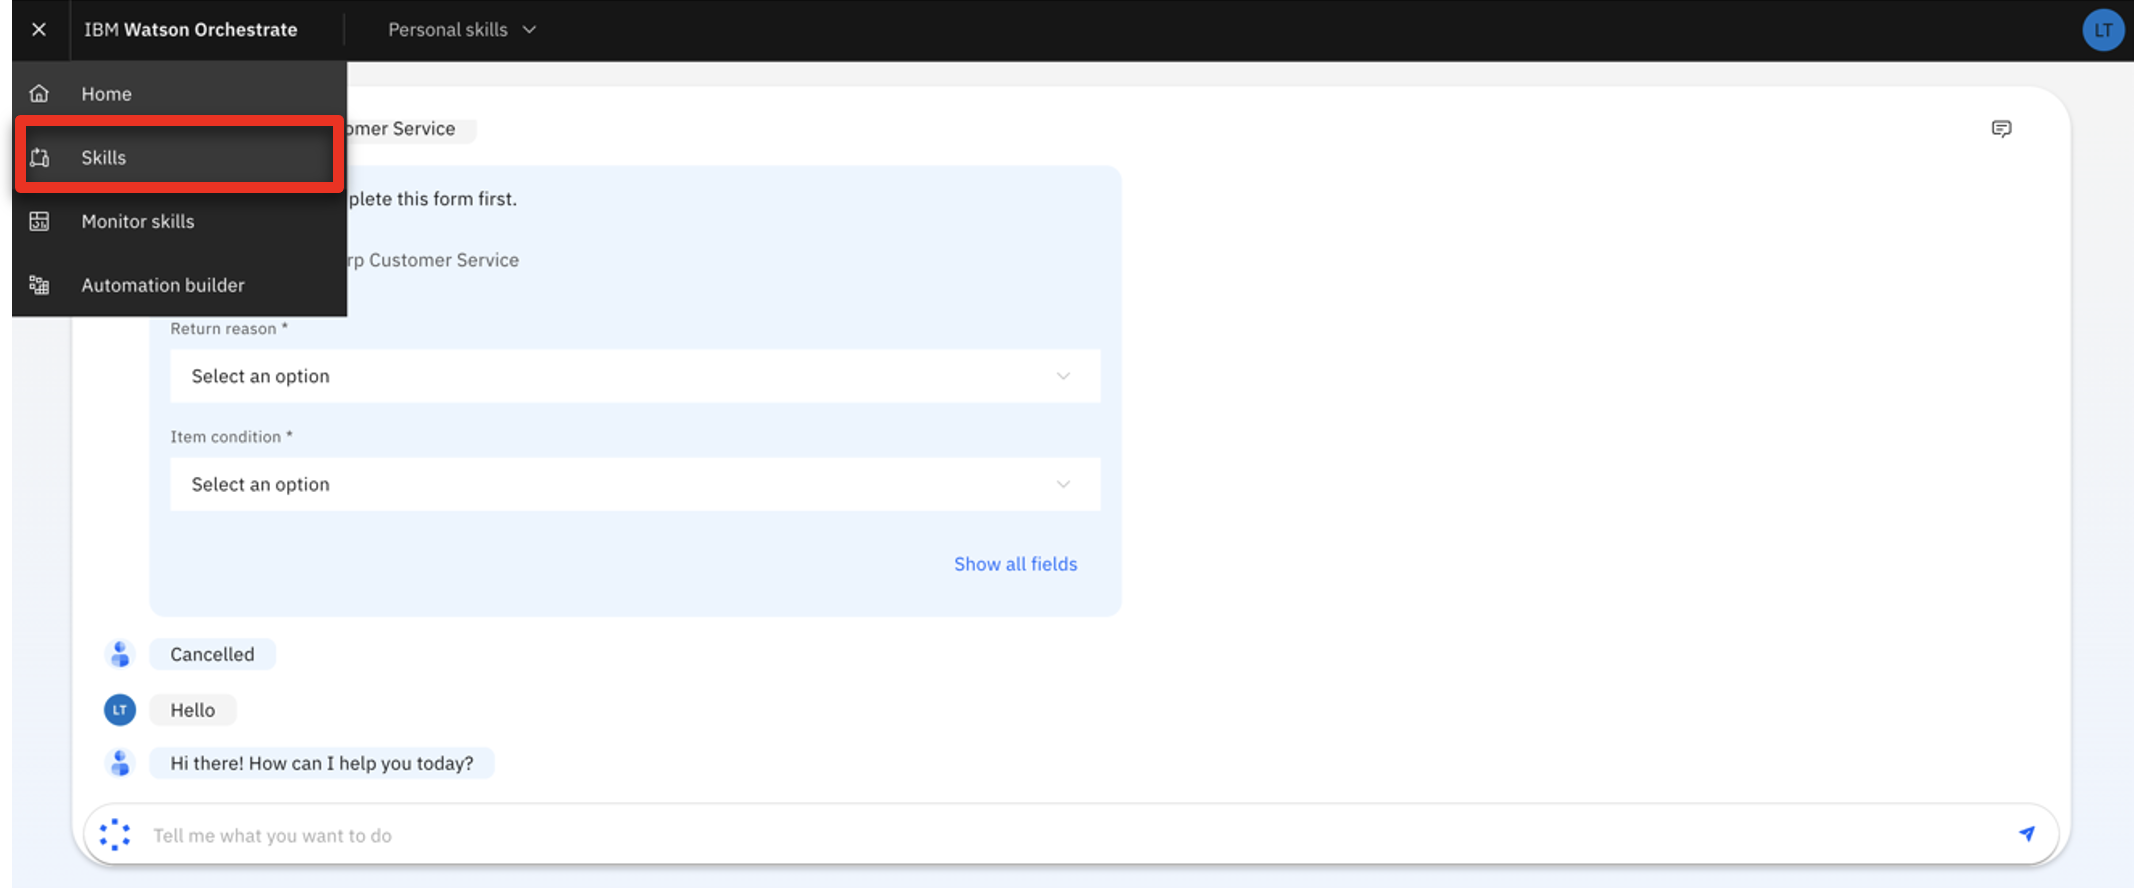 IBM Watson Orchestrate
Personal skills
LT
Home
Skills
Monitor skills
Automation builder
omer Service
plete this form first.
rp Customer Service
Return reason *
Select an option
Item condition *
Select an option
Show all fields
Cancelled
LT
Hello
Hi there! How can I help you today?
Tell me what you want to do